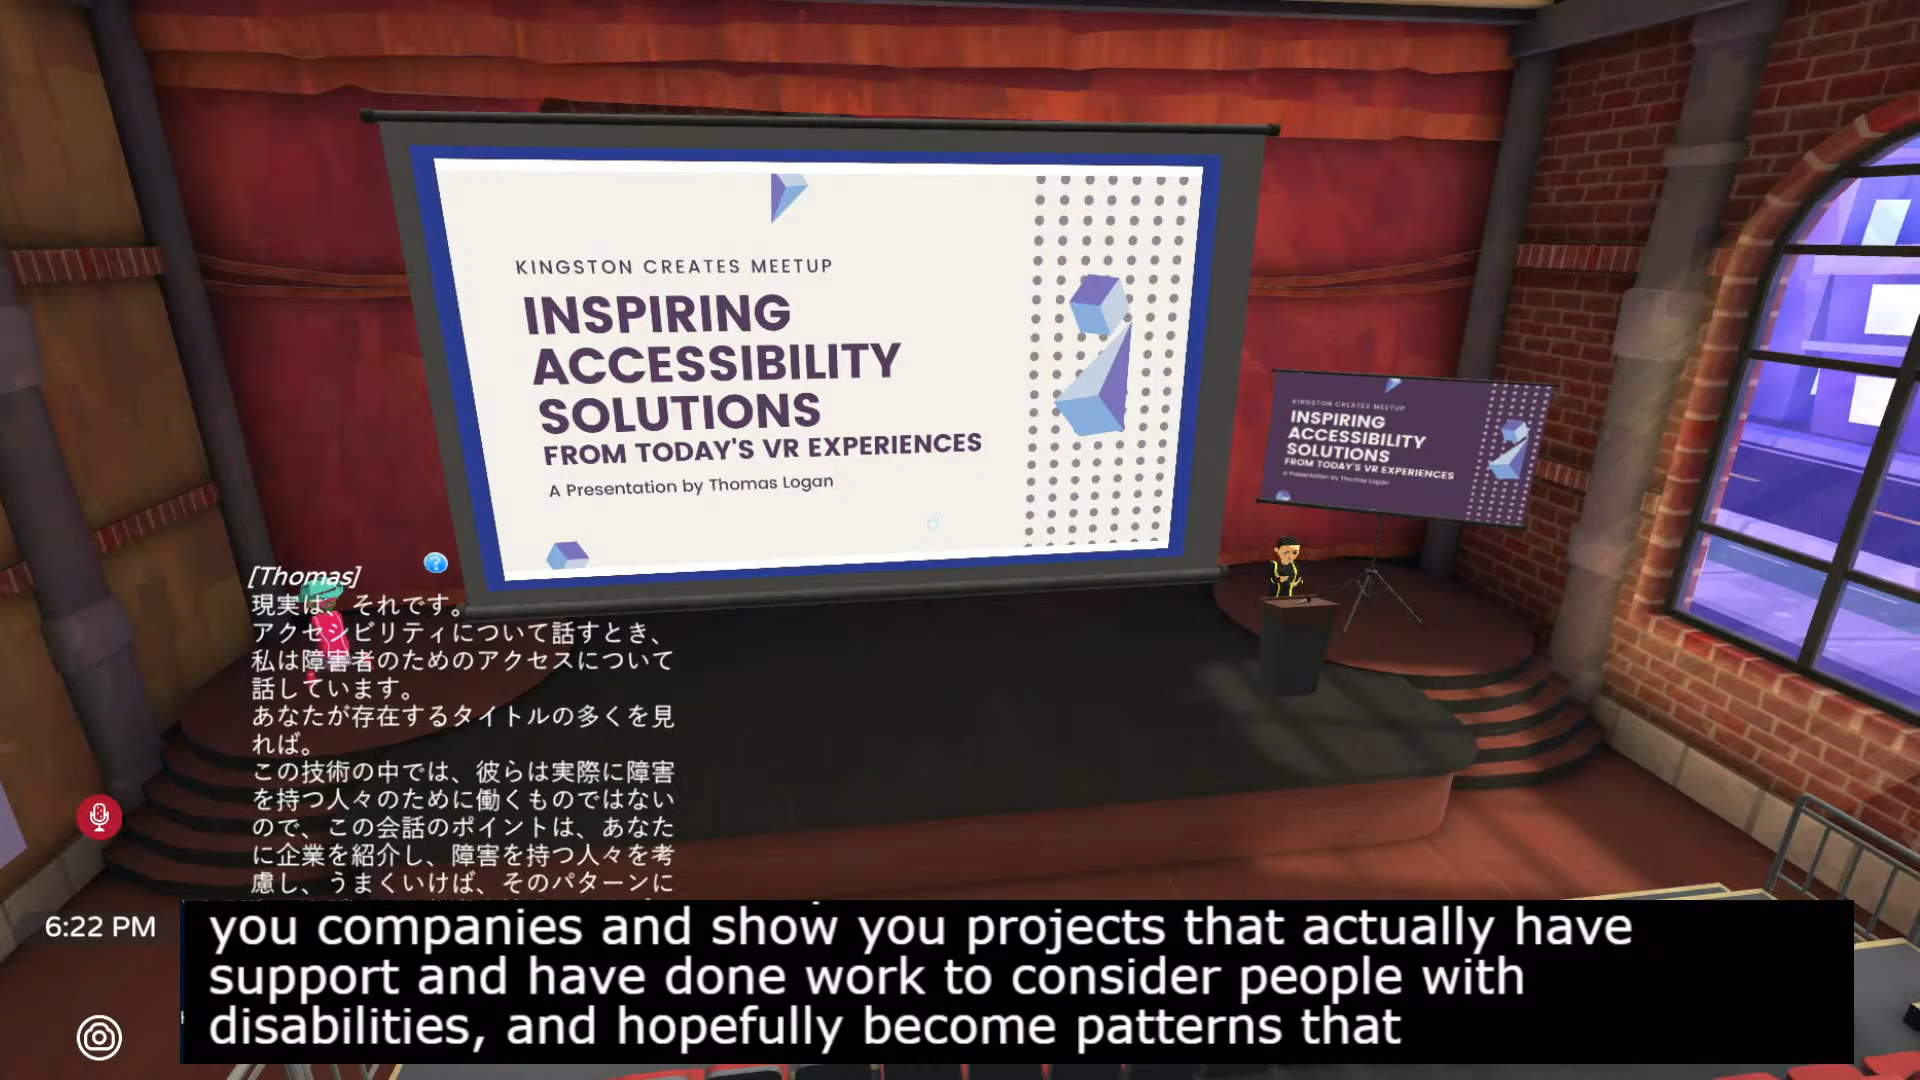 KINGSTON CREATES MEETUP
INSPIRING
ACCESSIBILITY
SOLUTIONS
FROM TODAY'S VR EXPERIENCES
A Presentation by Thomas Logan
KINGSTON CREATES MEETUP
INSPIRING
ACCESSIBILITY
SOLUTIONS
FROM TODAY'S VR EXPERIENCES
A Presentation by Thomas Logan
[Thomas]
現実は、それです。
アクセシビリティについて話すとき、
私は障害者のためのアクセスについて
話しています。
あなたが存在するタイトルの多くを見
れば。
この技術の中では、彼らは実際に障害
を持つ人々のために働くものではない
ので、この会話のポイントは、あなた
に企業を紹介し、障害を持つ人々を考
慮し、うまくいけば、そのパターンに
6:22 PM
you companies and show you projects that actually have
support and have done work to consider people with
disabilities, and hopefully become patterns that